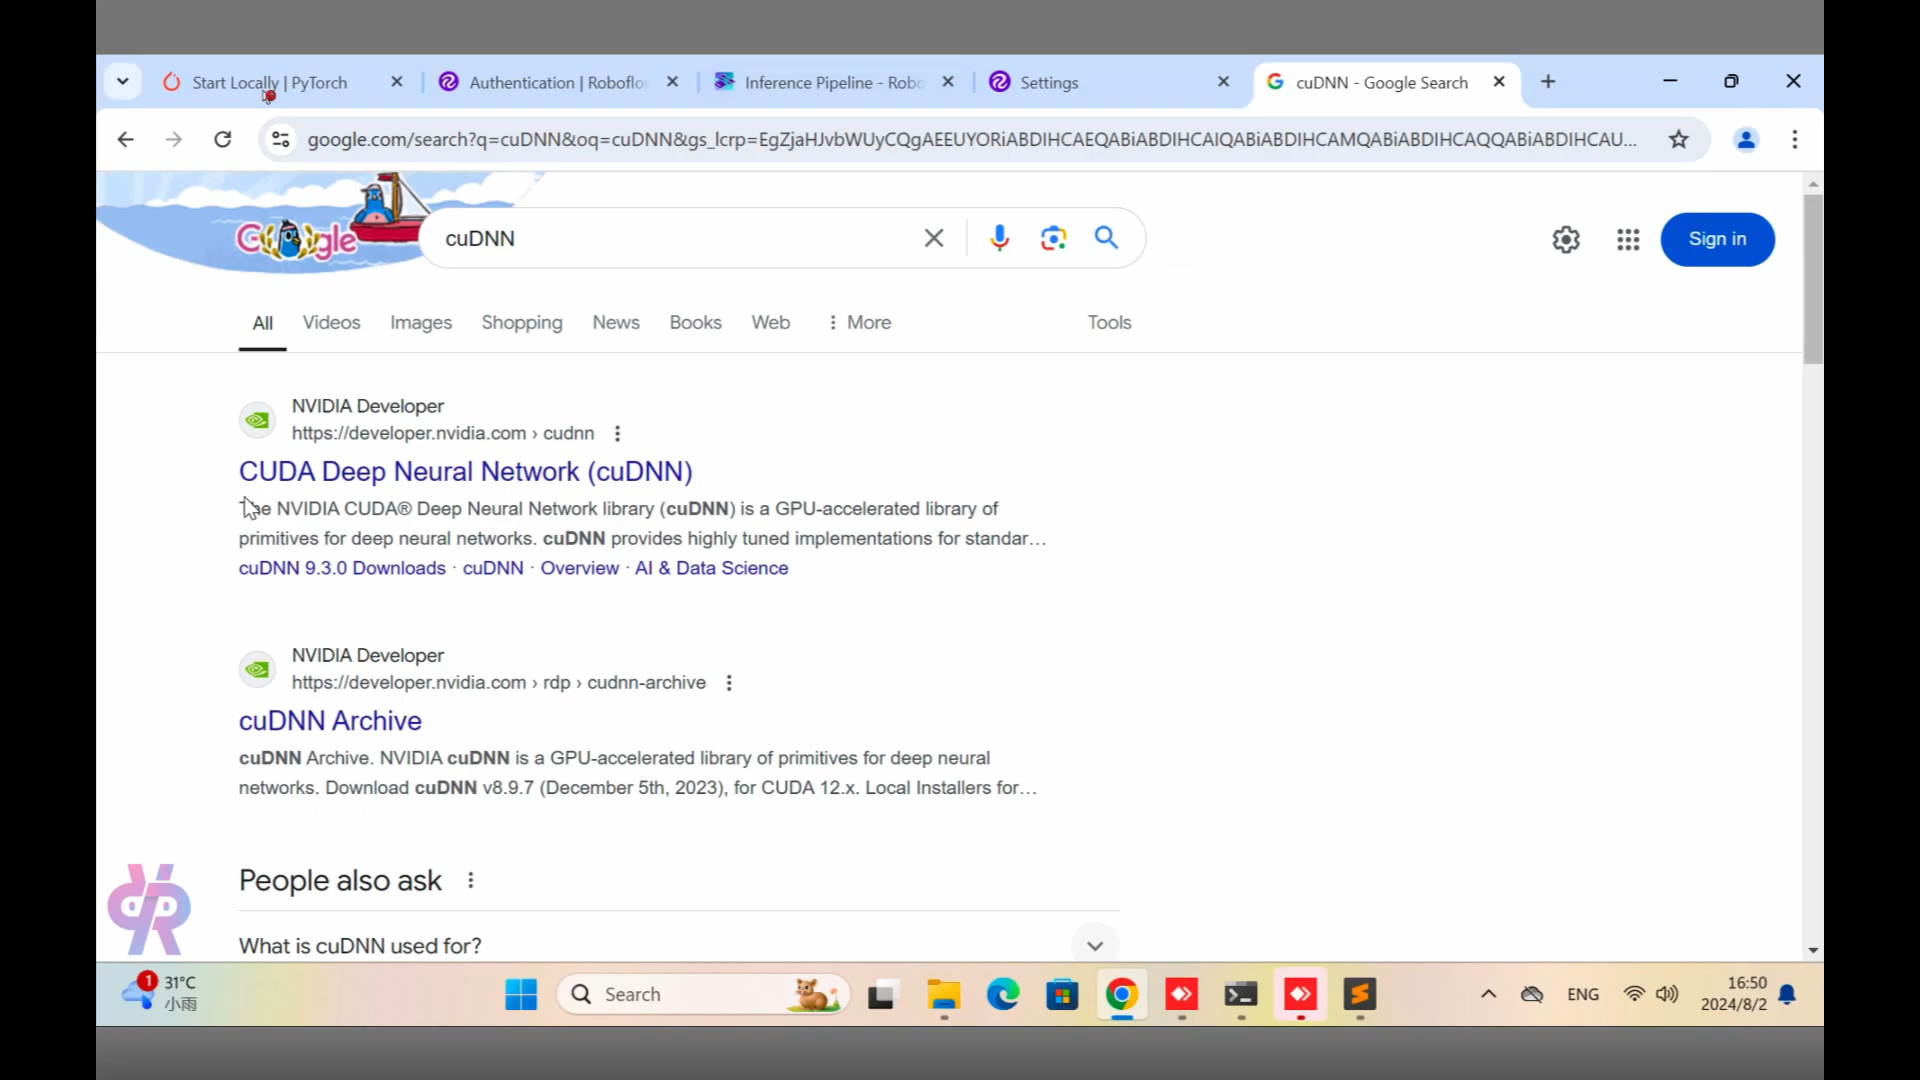 Start Locally | PyTorch
Authentication | Roboflo
Inference Pipeline - Robo
Settings
cuDNN - Google Search
google.com/search?q=cuDNN&oq=cuDNN&gs_lcrp=EgZjaHJvbWUyCQgAEEUYORiABDIHCAEQABiABDIHCAIQABiABDIHCAMQABiABDIHCAQQABiABDIHCAU...
Google
cuDNN
Sign in
All
Videos
Images
Shopping
News
Books
Web
More
Tools
NVIDIA Developer
https://developer.nvidia.com › cudnn
CUDA Deep Neural Network (cuDNN)
The NVIDIA CUDA® Deep Neural Network library (cuDNN) is a GPU-accelerated library of
primitives for deep neural networks. cuDNN provides highly tuned implementations for standar...
cuDNN 9.3.0 Downloads · cuDNN · Overview · AI & Data Science
NVIDIA Developer
https://developer.nvidia.com › rdp › cudnn-archive
cuDNN Archive
cuDNN Archive. NVIDIA cuDNN is a GPU-accelerated library of primitives for deep neural
networks. Download cuDNN v8.9.7 (December 5th, 2023), for CUDA 12.x. Local Installers for...
People also ask
What is cuDNN used for?
1
31°C
小雨
Search
ENG
16:50
2024/8/2